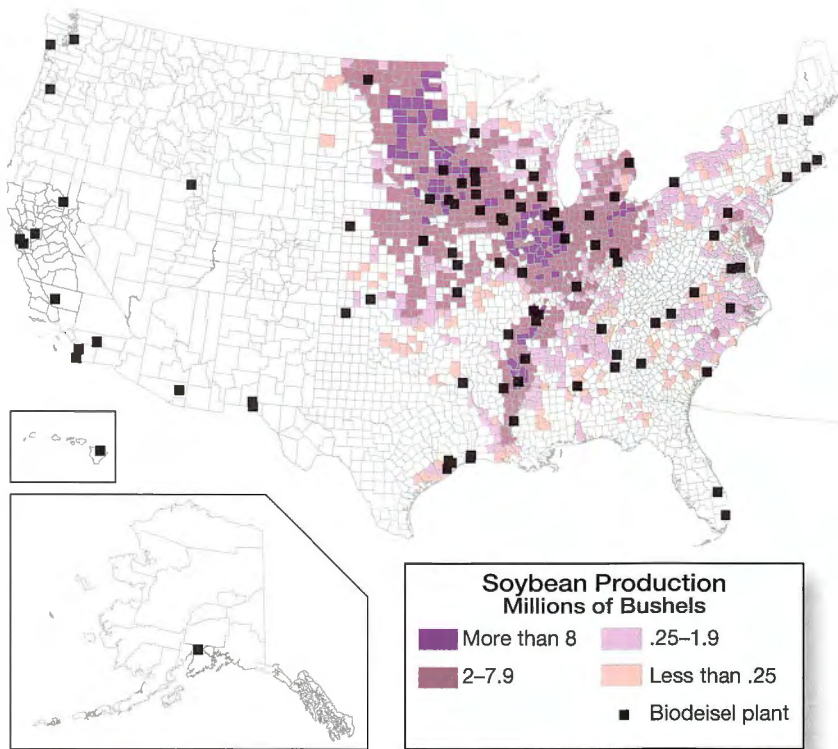 Soybean Production
Millions of Bushels
More than 8
.25–1.9
2–7.9
Less than .25
Biodeisel plant